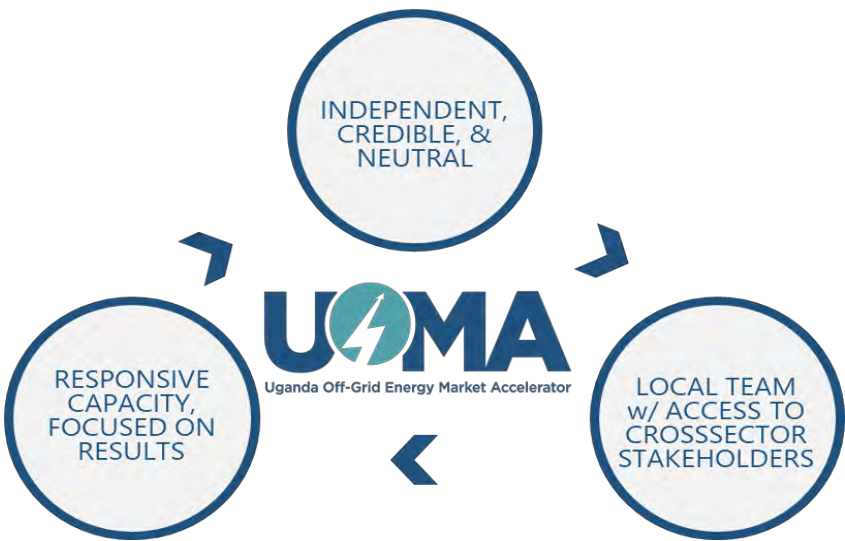 INDEPENDENT,
CREDIBLE, &
NEUTRAL
UOMA
Uganda Off-Grid Energy Market Accelerator
RESPONSIVE
CAPACITY,
FOCUSED ON
RESULTS
LOCAL TEAM
w/ ACCESS TO
CROSSSECTOR
STAKEHOLDERS